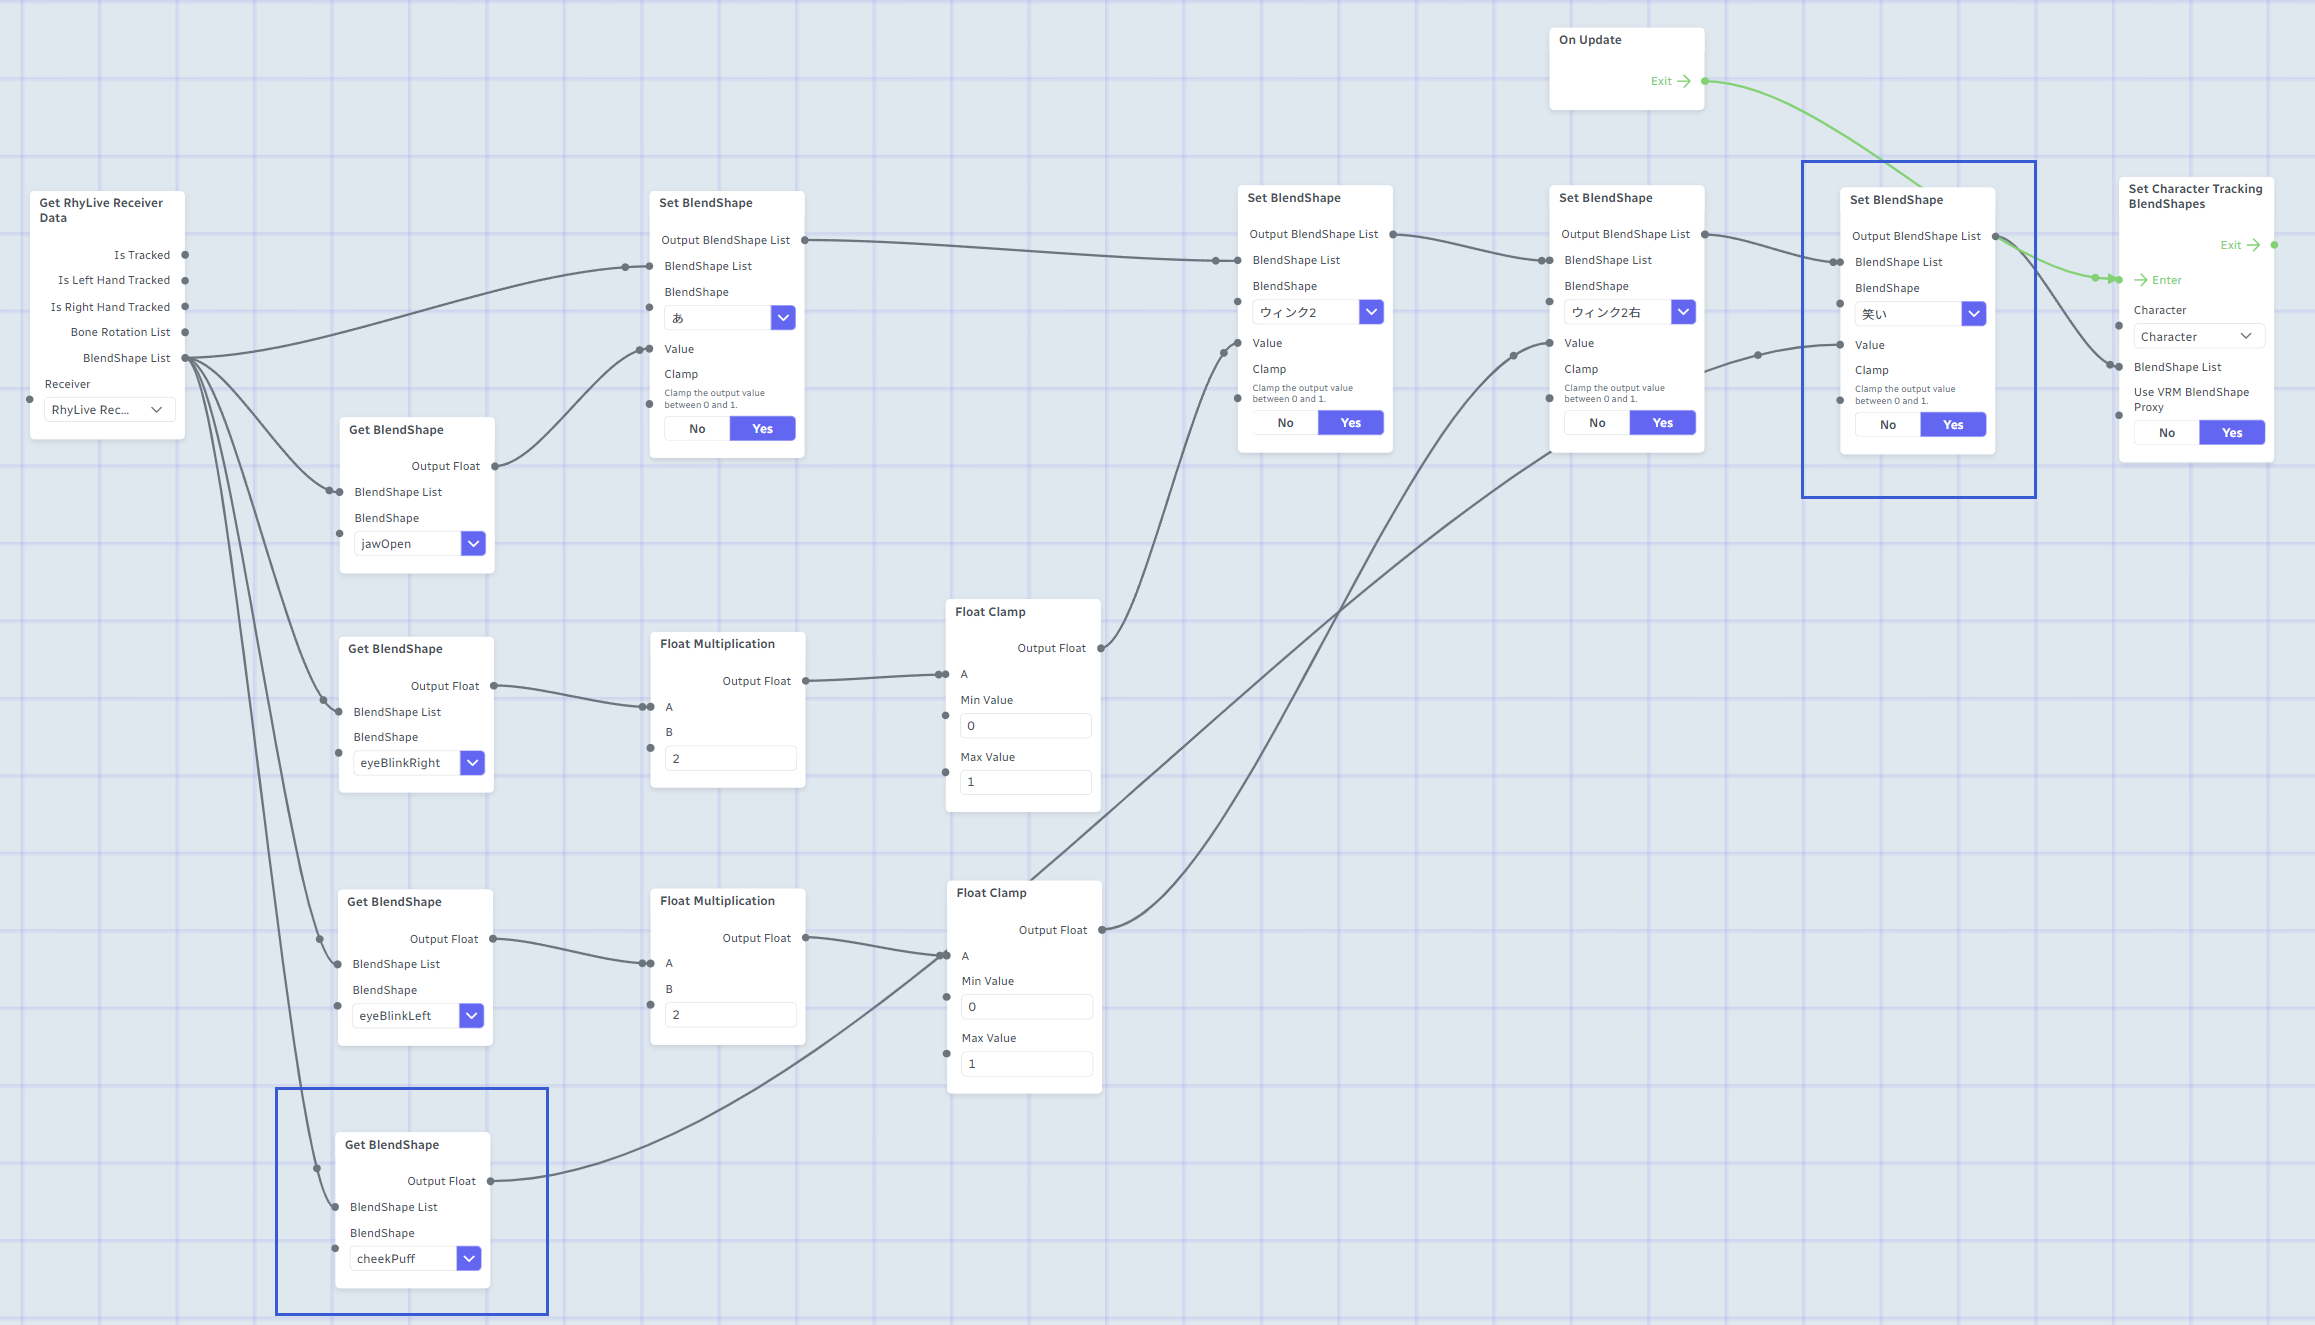 On Update
Exit
Get RhyLive Receiver
Data
Is Tracked
Is Left Hand Tracked
Is Right Hand Tracked
Bone Rotation List
BlendShape List
Receiver
RhyLive Rec...
Get BlendShape
Output Float
BlendShape List
BlendShape
jawOpen
Set BlendShape
Output BlendShape List
BlendShape List
BlendShape
あ
Value
Clamp
Clamp the output value
between 0 and 1.
No Yes
Set BlendShape
Output BlendShape List
BlendShape List
BlendShape
ウィンク2
Value
Clamp
Clamp the output value
between 0 and 1.
No Yes
Set BlendShape
Output BlendShape List
BlendShape List
BlendShape
ウィンク2右
Value
Clamp
Clamp the output value
between 0 and 1.
No Yes
Set BlendShape
Output BlendShape List
BlendShape List
BlendShape
笑い
Value
Clamp
Clamp the output value
between 0 and 1.
No Yes
Set Character Tracking
BlendShapes
Exit
Enter
Character
Character
BlendShape List
Use VRM BlendShape
Proxy
No Yes
Get BlendShape
Output Float
BlendShape List
BlendShape
eyeBlinkRight
Float Multiplication
Output Float
A
B
2
Float Clamp
Output Float
A
Min Value
0
Max Value
1
Get BlendShape
Output Float
BlendShape List
BlendShape
eyeBlinkLeft
Float Multiplication
Output Float
A
B
2
Float Clamp
Output Float
A
Min Value
0
Max Value
1
Get BlendShape
Output Float
BlendShape List
BlendShape
cheekPuff